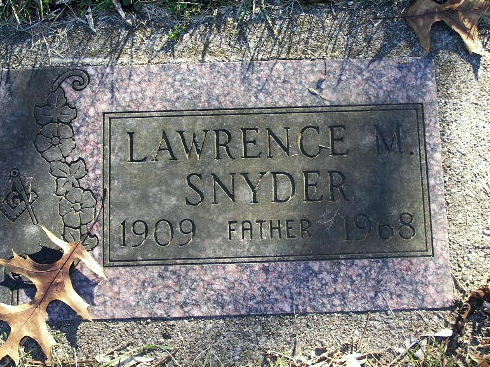 LAWRENCE M.
SNYDER
1909 FATHER 1968